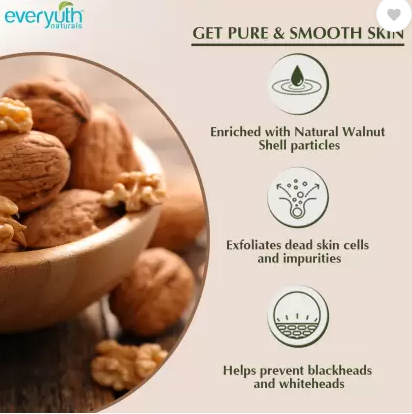 everyuth
naturals
GET PURE & SMOOTH SKIN
Enriched with Natural Walnut
Shell particles
Exfoliates dead skin cells
and impurities
Helps prevent blackheads
and whiteheads